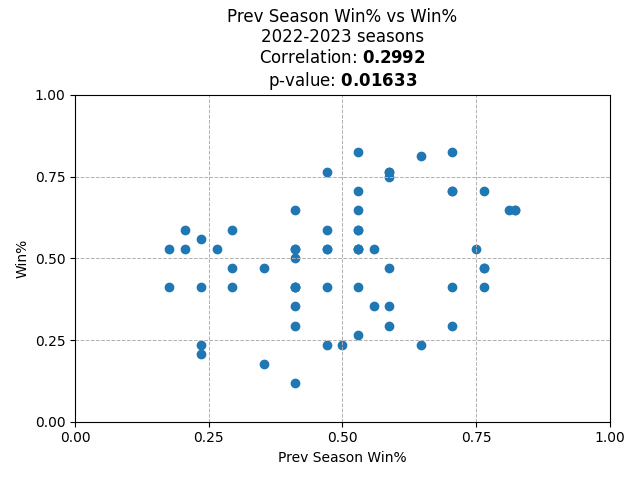 Prev Season Win% vs Win%
2022-2023 seasons
Correlation: 0.2992
p-value: 0.01633
1.00
0.75
0.50
0.25
0.00
Win%
0.00 0.25 0.50 0.75 1.00
Prev Season Win%